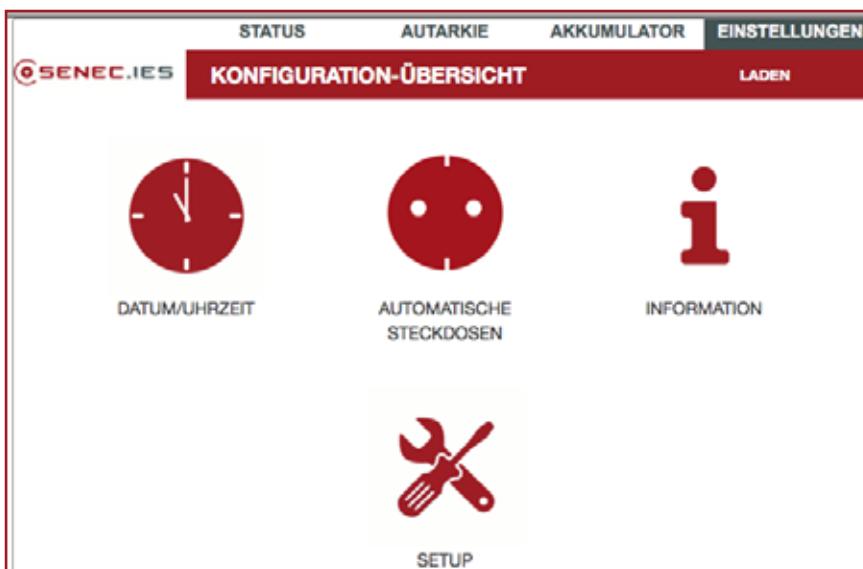 STATUS AUTARKIE AKKUMULATOR EINSTELLUNGEN
SENEC.IES KONFIGURATION-ÜBERSICHT LADEN
DATUM/UHRZEIT AUTOMATISCHE STECKDOSEN INFORMATION
SETUP